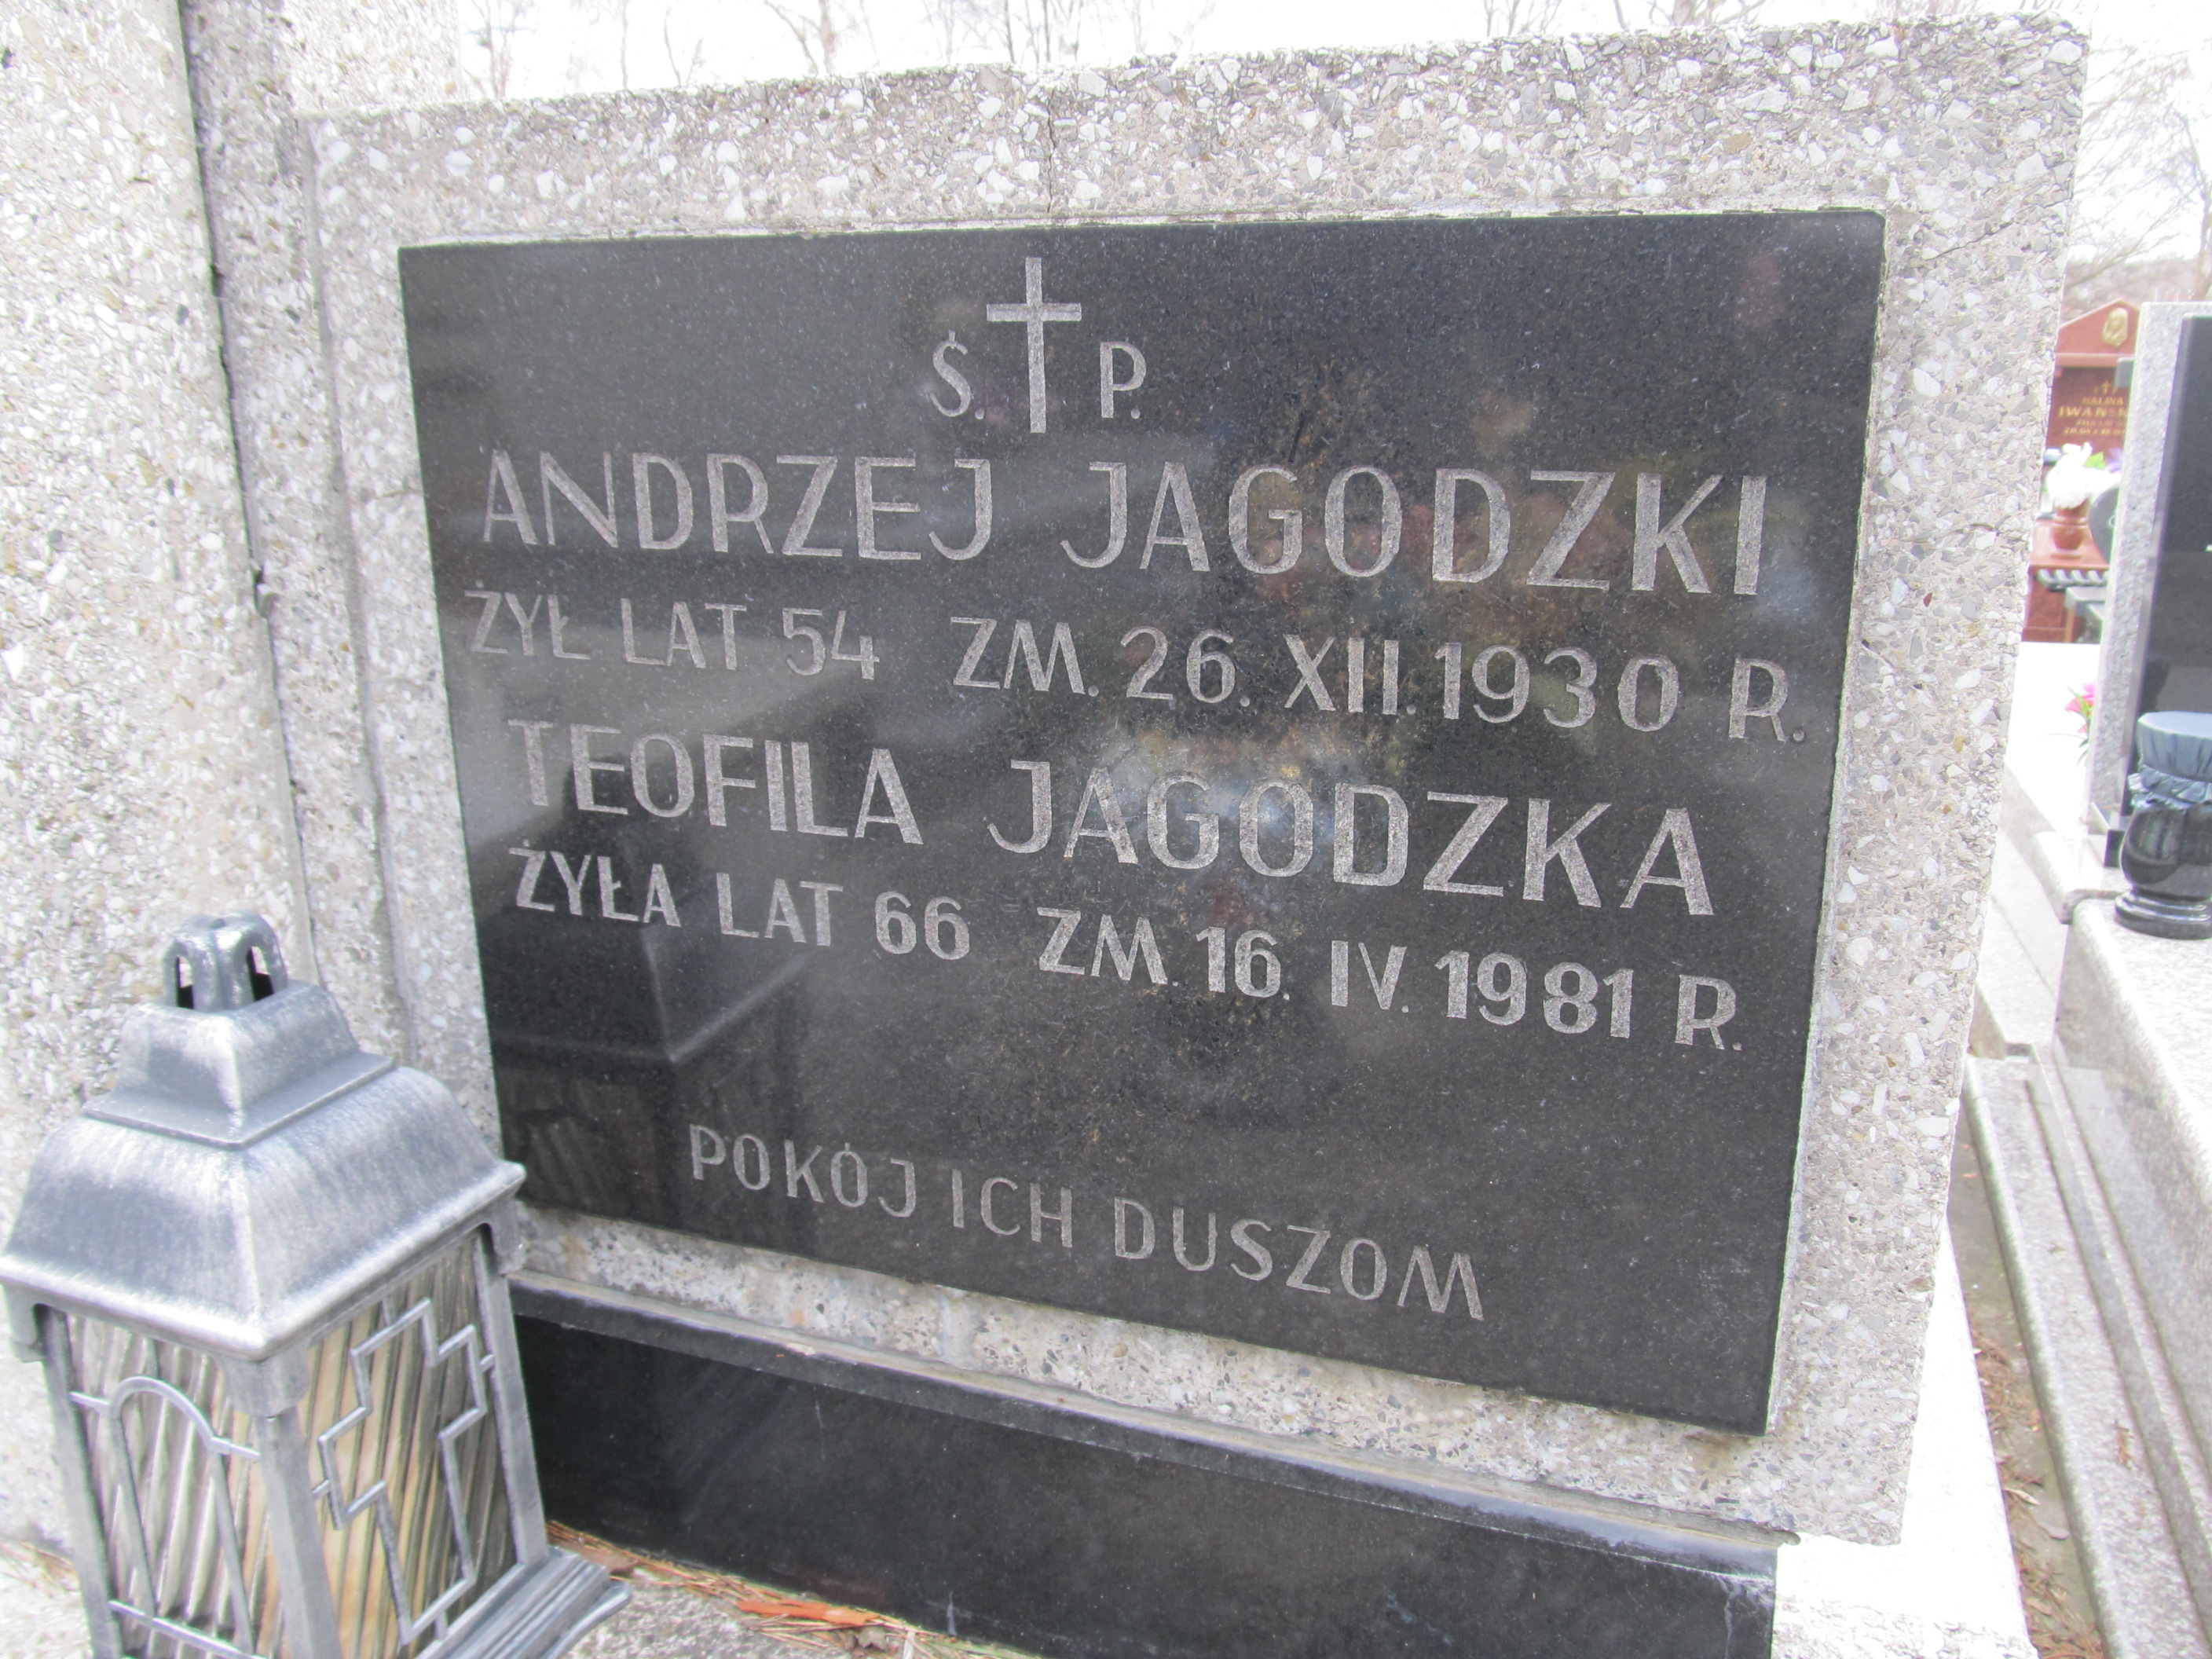 Ś. P.
ANDRZEJ JAGODZKI
ŻYŁ LAT 54 ZM. 26. XII. 1930 R.
TEOFILA JAGODZKA
ŻYŁA LAT 66 ZM. 16. IV. 1981 R.
POKÓJ ICH DUSZOM
HALINA